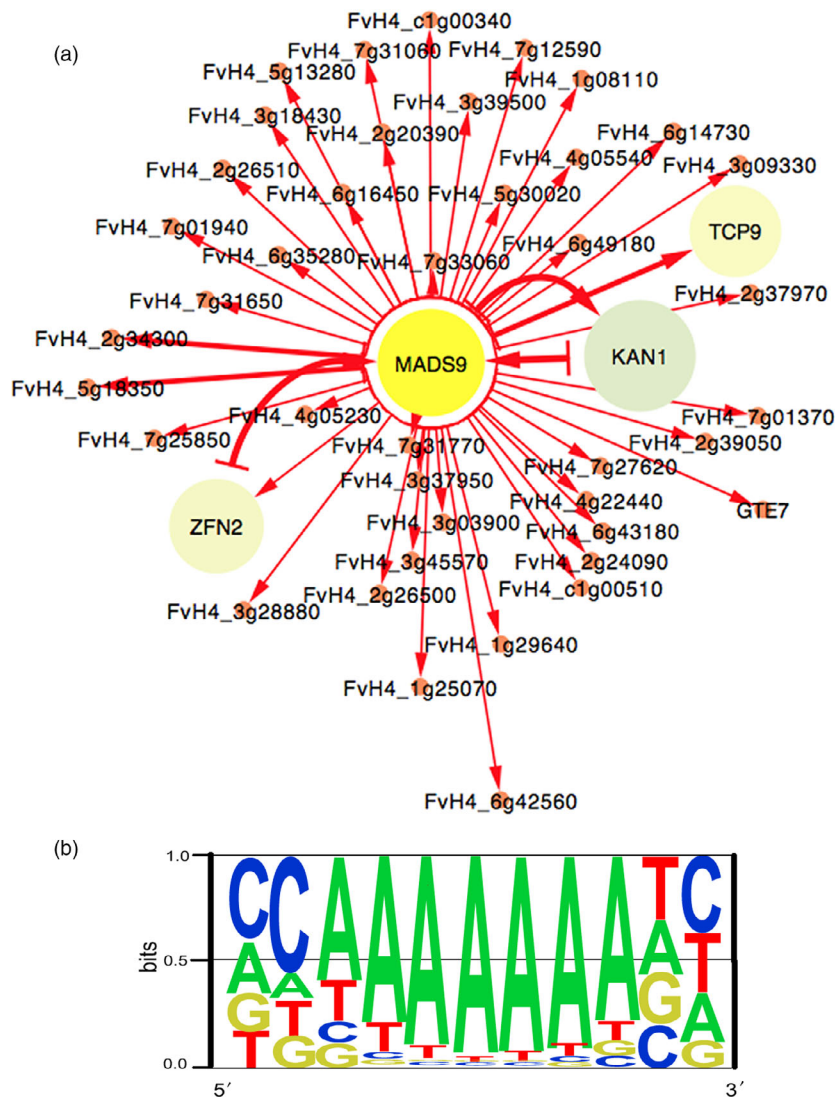 (a)
FvH4_c1g00340
FvH4_7g31060
FvH4_7g12590
FvH4_5g13280
FvH4_1g08110
FvH4_3g39500
FvH4_3g18430
FvH4_2g20390
FvH4_6g14730
FvH4_4g05540
FvH4_3g09330
FvH4_2g26510
FvH4_6g16450
FvH4_5g30020
FvH4_7g01940
TCP9
FvH4_6g49180
FvH4_6g35280
FvH4_7g33060
FvH4_7g31650
FvH4_2g37970
FvH4_2g34300
MADS9
KAN1
FvH4_5g18350
FvH4_4g05230
FvH4_7g01370
FvH4_7g25850
FvH4_7g31770
FvH4_2g39050
FvH4_7g27620
FvH4_3g37950
FvH4_4g22440
GTE7
ZFN2
FvH4_3g03900
FvH4_6g43180
FvH4_3g45570
FvH4_2g24090
FvH4_2g26500
FvH4_c1g00510
FvH4_3g28880
FvH4_1g29640
FvH4_1g25070
FvH4_6g42560
(b)
1.0
0.5
0.0
bits
C C A A A A A A A T C
A A T T T T T T T A T
G T C C C C C C G G A
T G G G G G G G C C G
5′ 3′